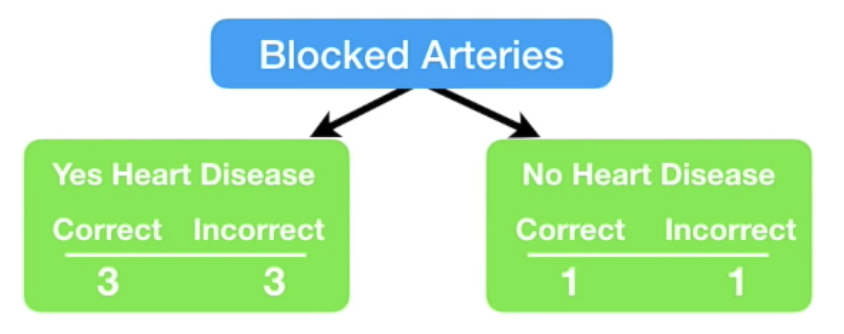 Blocked Arteries
Yes Heart Disease
Correct Incorrect
3 3
No Heart Disease
Correct Incorrect
1 1